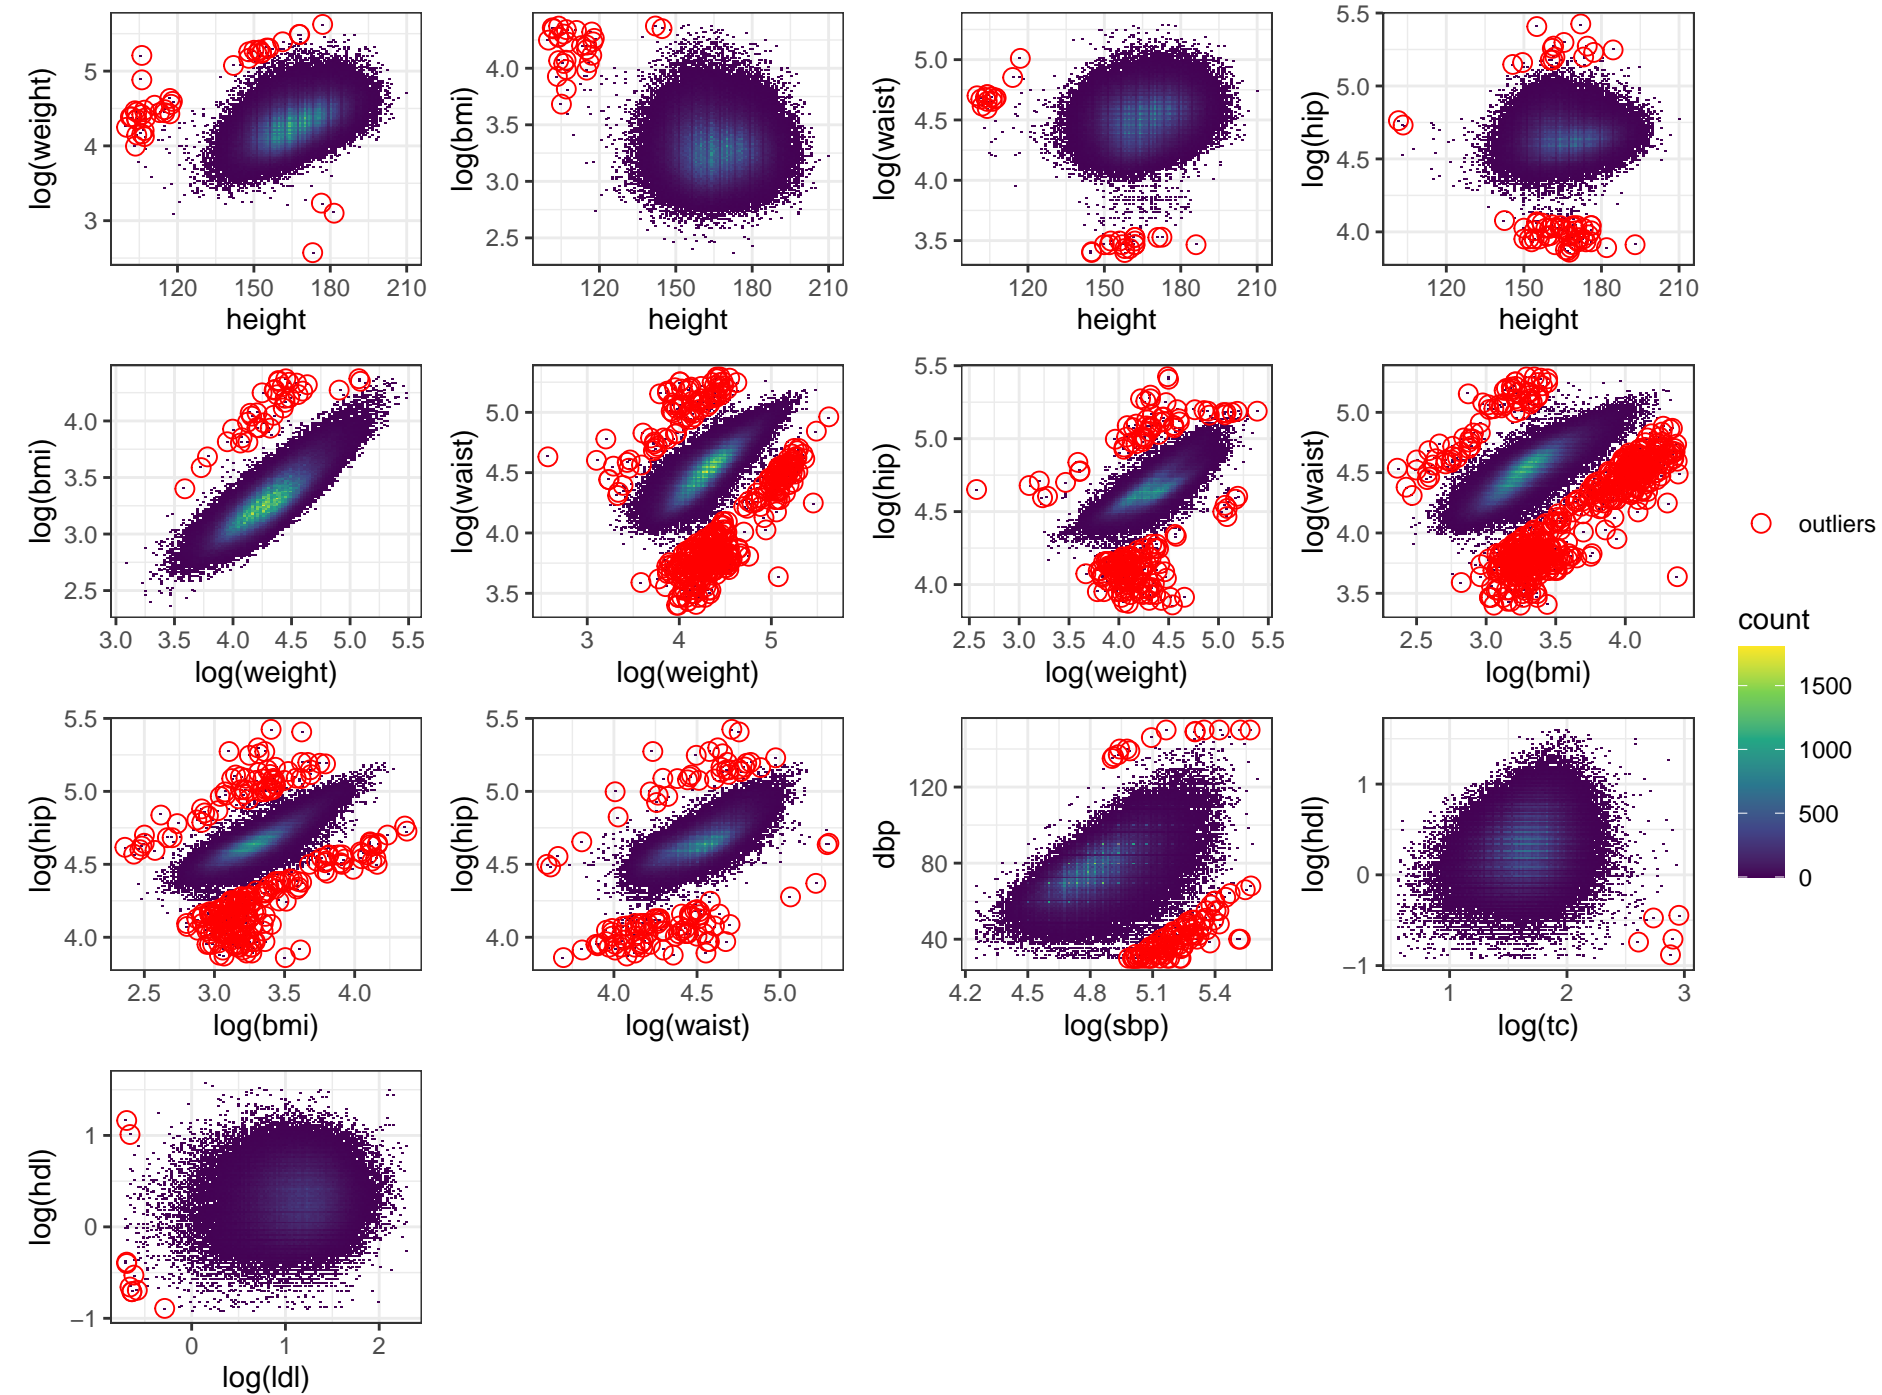 log(weight)
5
4
3
120 150 180 210
height
log(bmi)
4.0
3.5
3.0
2.5
120 150 180 210
height
log(waist)
5.0
4.5
4.0
3.5
120 150 180 210
height
log(hip)
5.5
5.0
4.5
4.0
120 150 180 210
height
log(bmi)
4.0
3.5
3.0
2.5
3.0 3.5 4.0 4.5 5.0 5.5
log(weight)
log(waist)
5.0
4.5
4.0
3.5
3 4 5
log(weight)
log(hip)
5.5
5.0
4.5
4.0
2.5 3.0 3.5 4.0 4.5 5.0 5.5
log(weight)
log(waist)
5.0
4.5
4.0
3.5
2.5 3.0 3.5 4.0
log(bmi)
log(hip)
5.5
5.0
4.5
4.0
2.5 3.0 3.5 4.0
log(bmi)
log(hip)
5.5
5.0
4.5
4.0
4.0 4.5 5.0
log(waist)
dbp
120
80
40
4.2 4.5 4.8 5.1 5.4
log(sbp)
log(hdl)
1
0
−1
1 2 3
log(tc)
log(hdl)
1
0
−1
0 1 2
log(ldl)
outliers
count
1500
1000
500
0